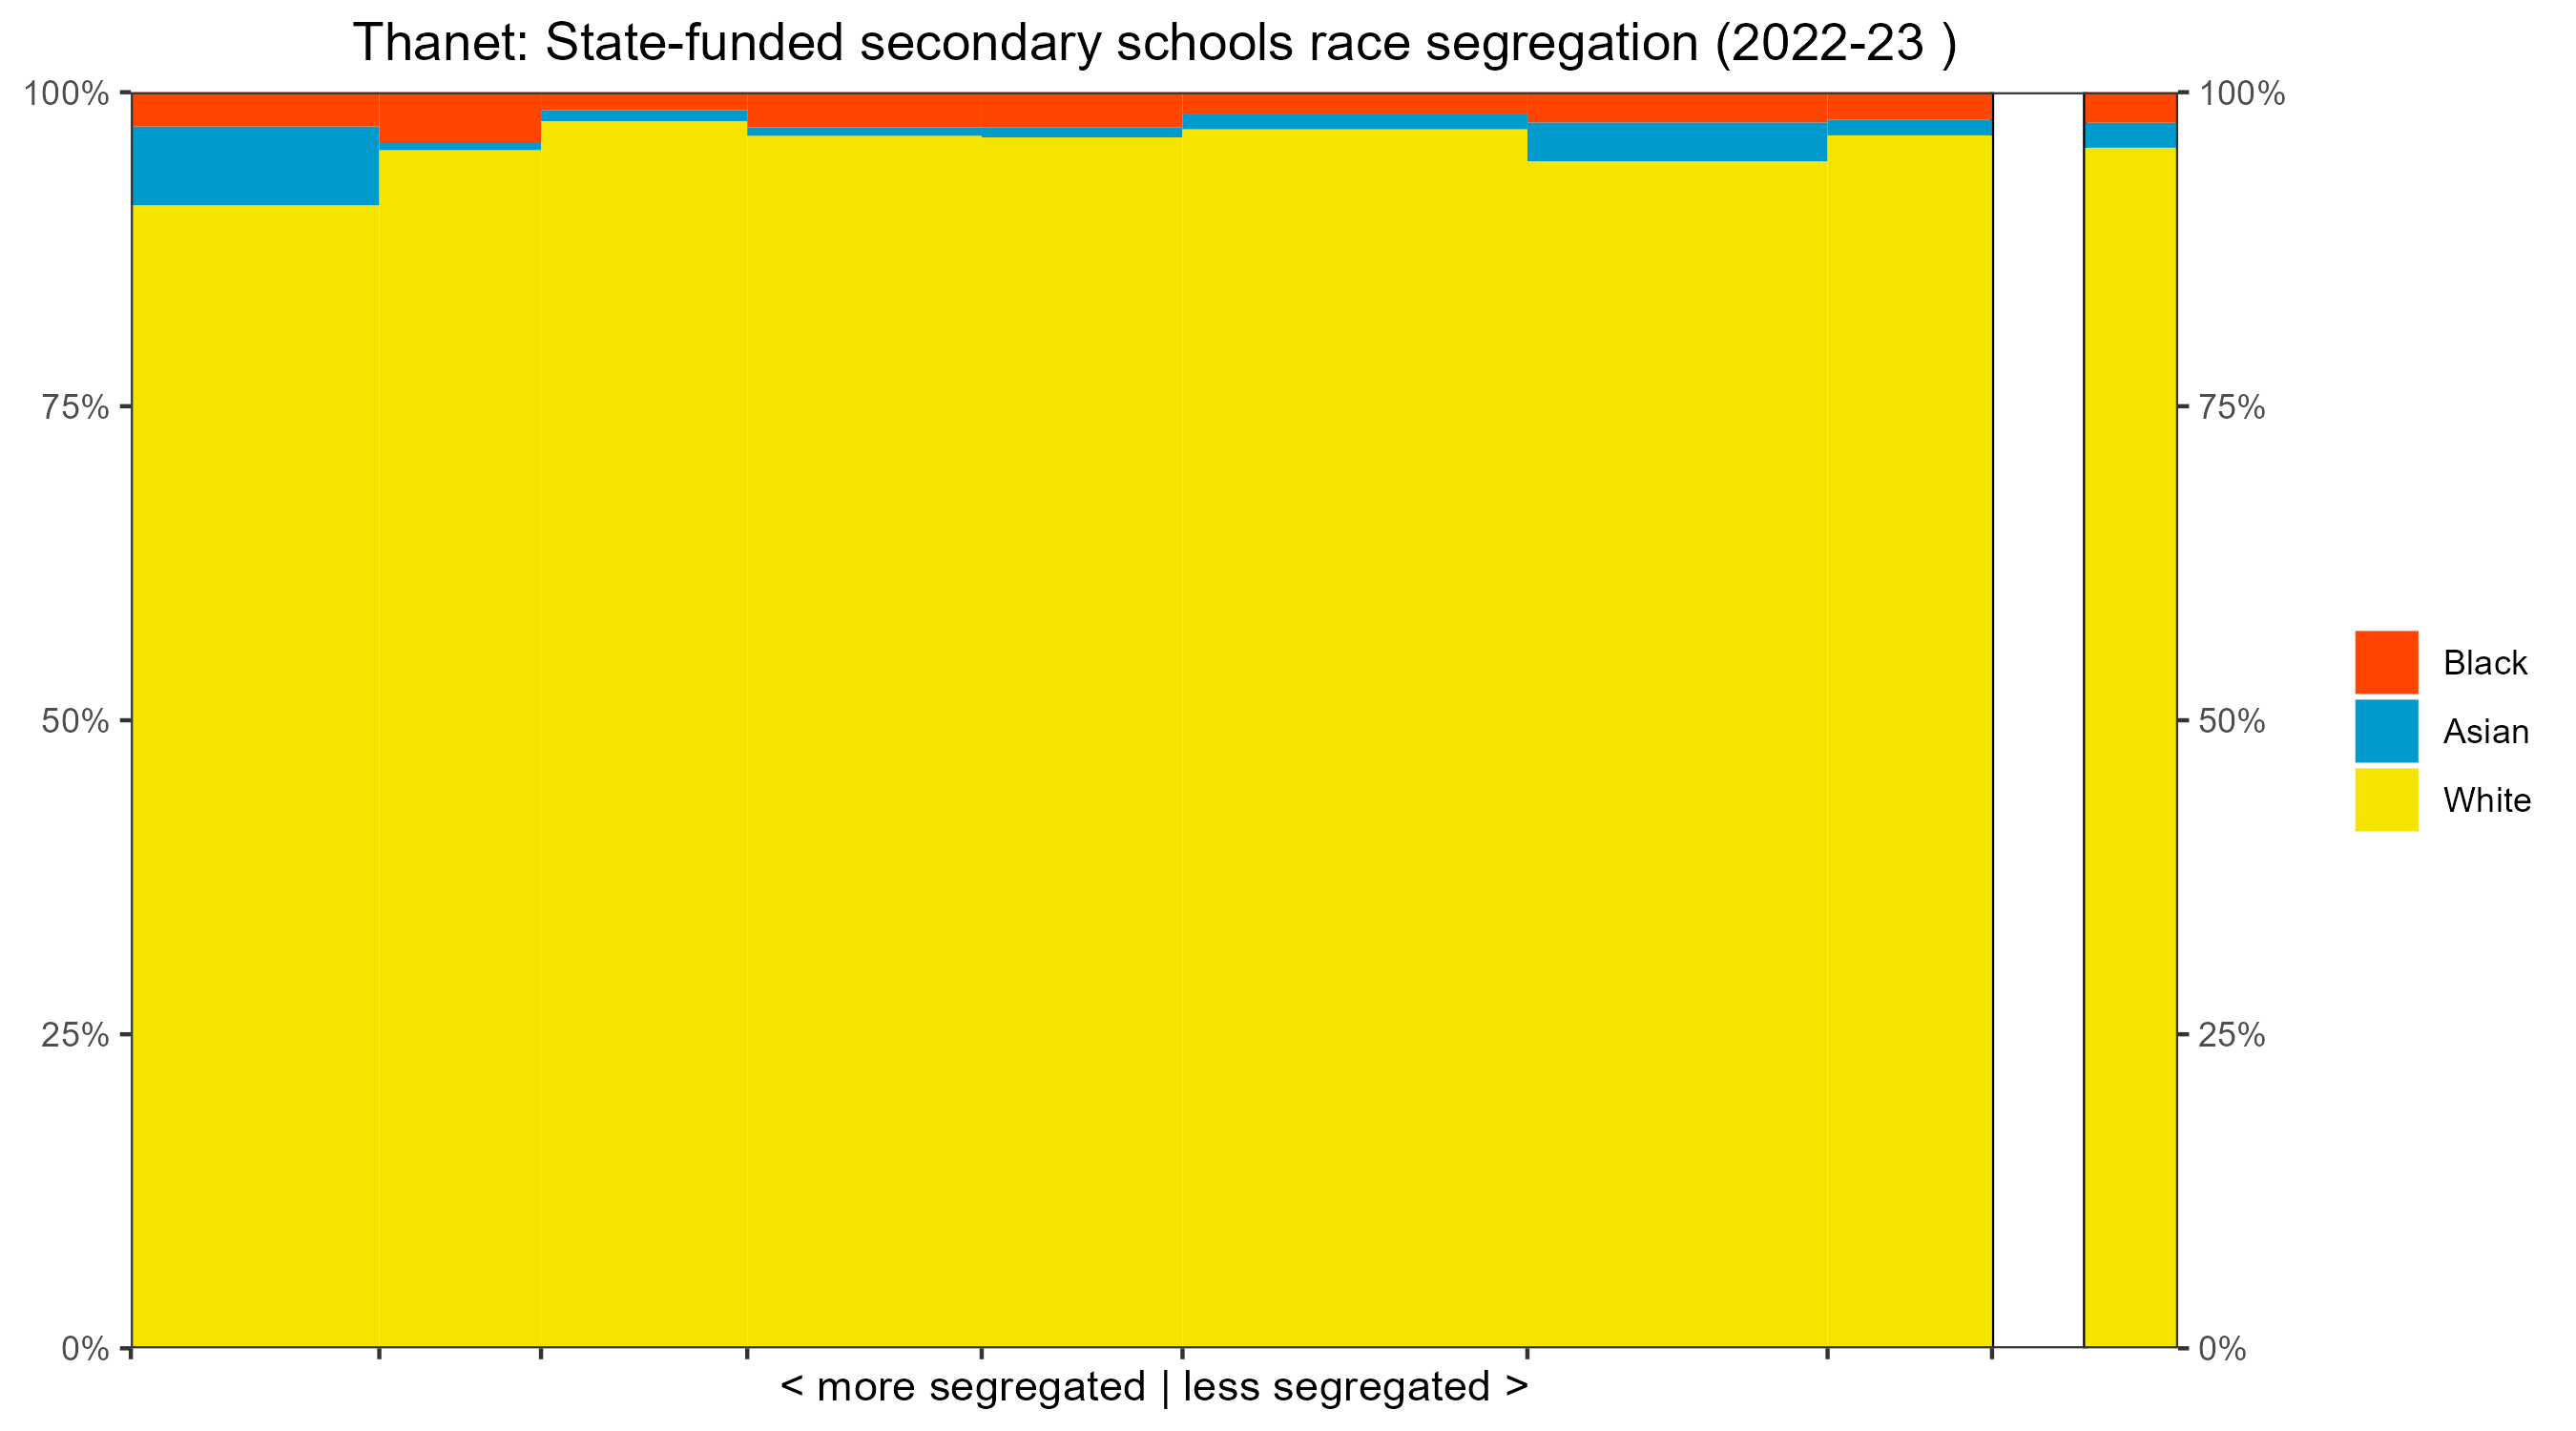 Thanet: State-funded secondary schools race segregation (2022-23 )
100%
75%
50%
25%
0%
100%
75%
50%
25%
0%
Black
Asian
White
< more segregated | less segregated >